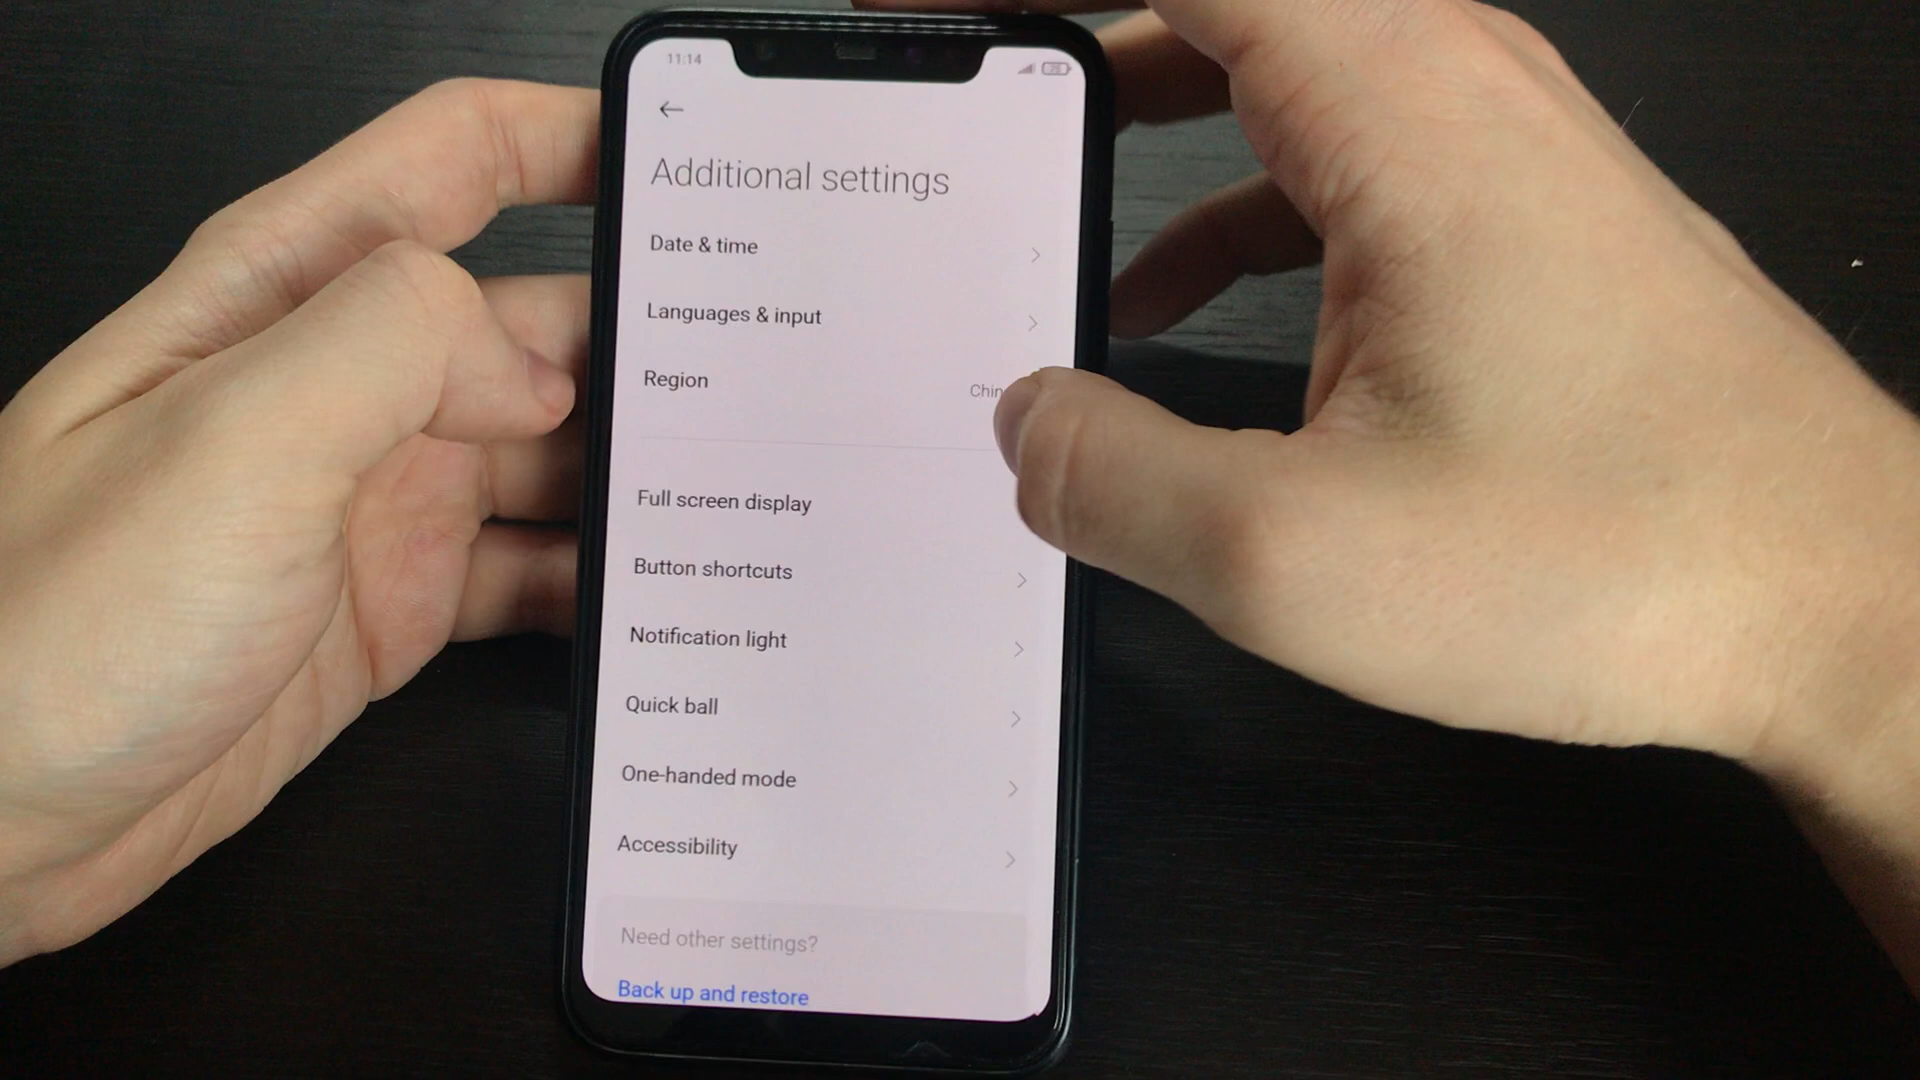 11:14
Additional settings
Date & time
Languages & input
Region
Full screen display
Button shortcuts
Notification light
Quick ball
One-handed mode
Accessibility
Need other settings?
Back up and restore